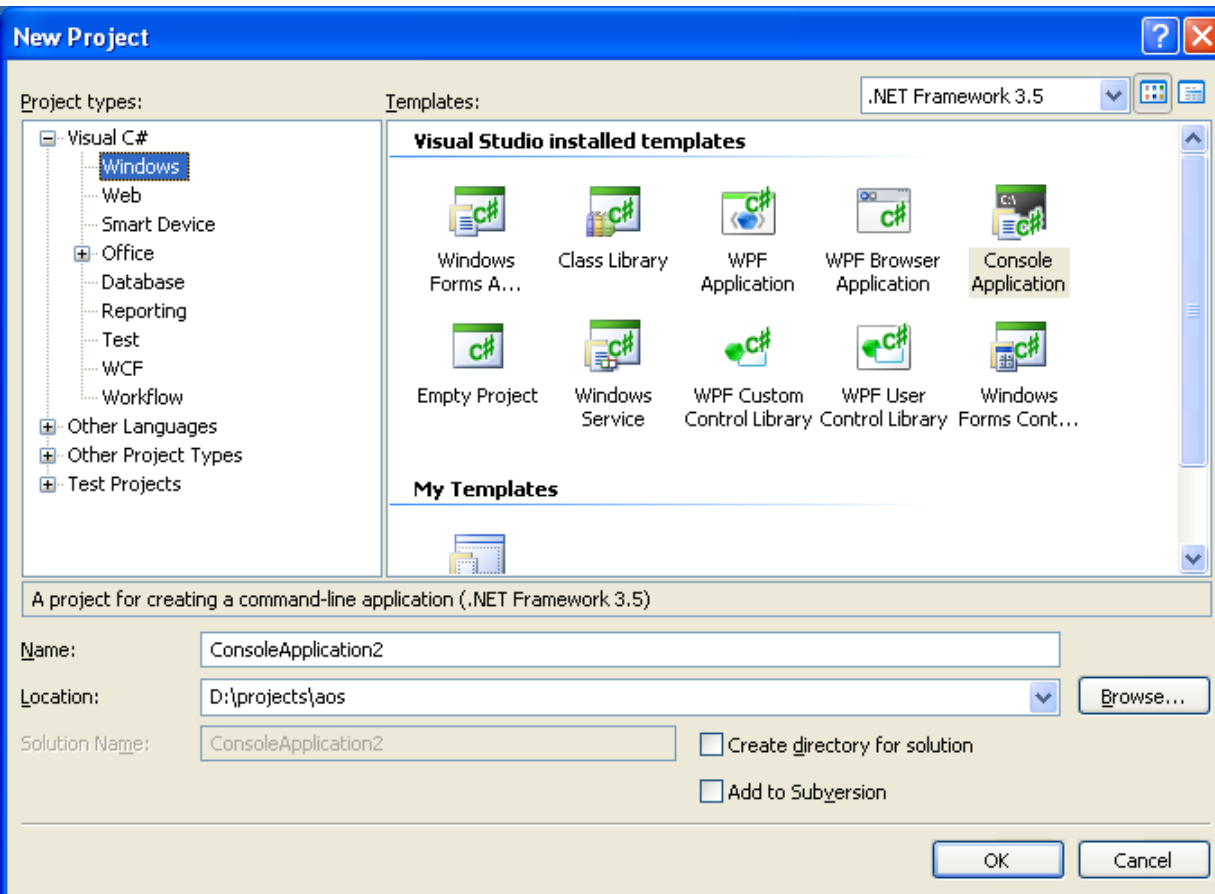 New Project
Project types:
Templates:
.NET Framework 3.5
Visual C#
Windows
Web
Smart Device
Office
Database
Reporting
Test
WCF
Workflow
Other Languages
Other Project Types
Test Projects
Visual Studio installed templates
Windows Forms A...
Class Library
WPF Application
WPF Browser Application
Console Application
Empty Project
Windows Service
WPF Custom Control Library
WPF User Control Library
Windows Forms Cont...
My Templates
A project for creating a command-line application (.NET Framework 3.5)
Name:
ConsoleApplication2
Location:
D:\projects\aos
Browse...
Solution Name:
ConsoleApplication2
Create directory for solution
Add to Subversion
OK
Cancel